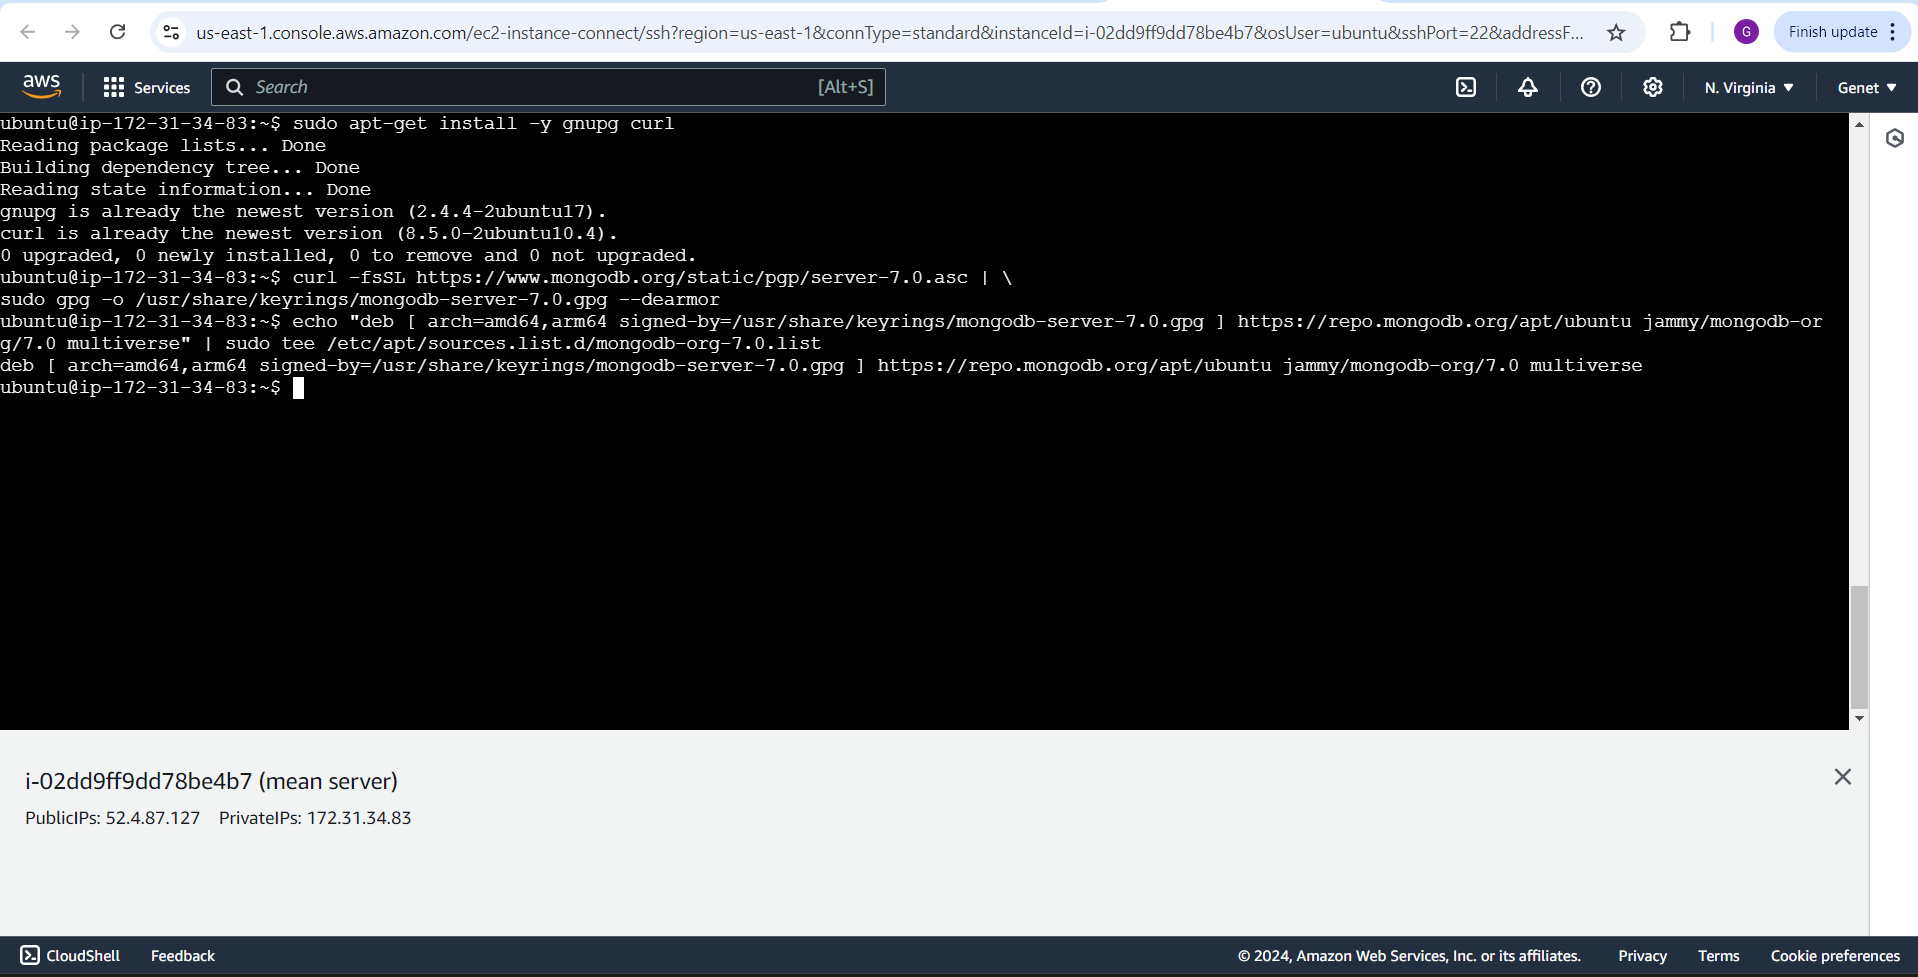 us-east-1.console.aws.amazon.com/ec2-instance-connect/ssh?region=us-east-1&connType=standard&instanceId=i-02dd9ff9dd78be4b7&osUser=ubuntu&sshPort=22&addressF...
G
Finish update
aws
Services
Search
[Alt+S]
N. Virginia
Genet
ubuntu@ip-172-31-34-83:~$ sudo apt-get install -y gnupg curl
Reading package lists... Done
Building dependency tree... Done
Reading state information... Done
gnupg is already the newest version (2.4.4-2ubuntu17).
curl is already the newest version (8.5.0-2ubuntu10.4).
0 upgraded, 0 newly installed, 0 to remove and 0 not upgraded.
ubuntu@ip-172-31-34-83:~$ curl -fsSL https://www.mongodb.org/static/pgp/server-7.0.asc | \
sudo gpg -o /usr/share/keyrings/mongodb-server-7.0.gpg --dearmor
ubuntu@ip-172-31-34-83:~$ echo "deb [ arch=amd64,arm64 signed-by=/usr/share/keyrings/mongodb-server-7.0.gpg ] https://repo.mongodb.org/apt/ubuntu jammy/mongodb-or
g/7.0 multiverse" | sudo tee /etc/apt/sources.list.d/mongodb-org-7.0.list
deb [ arch=amd64,arm64 signed-by=/usr/share/keyrings/mongodb-server-7.0.gpg ] https://repo.mongodb.org/apt/ubuntu jammy/mongodb-org/7.0 multiverse
ubuntu@ip-172-31-34-83:~$
i-02dd9ff9dd78be4b7 (mean server)
PublicIPs: 52.4.87.127 PrivateIPs: 172.31.34.83
CloudShell
Feedback
© 2024, Amazon Web Services, Inc. or its affiliates.
Privacy
Terms
Cookie preferences